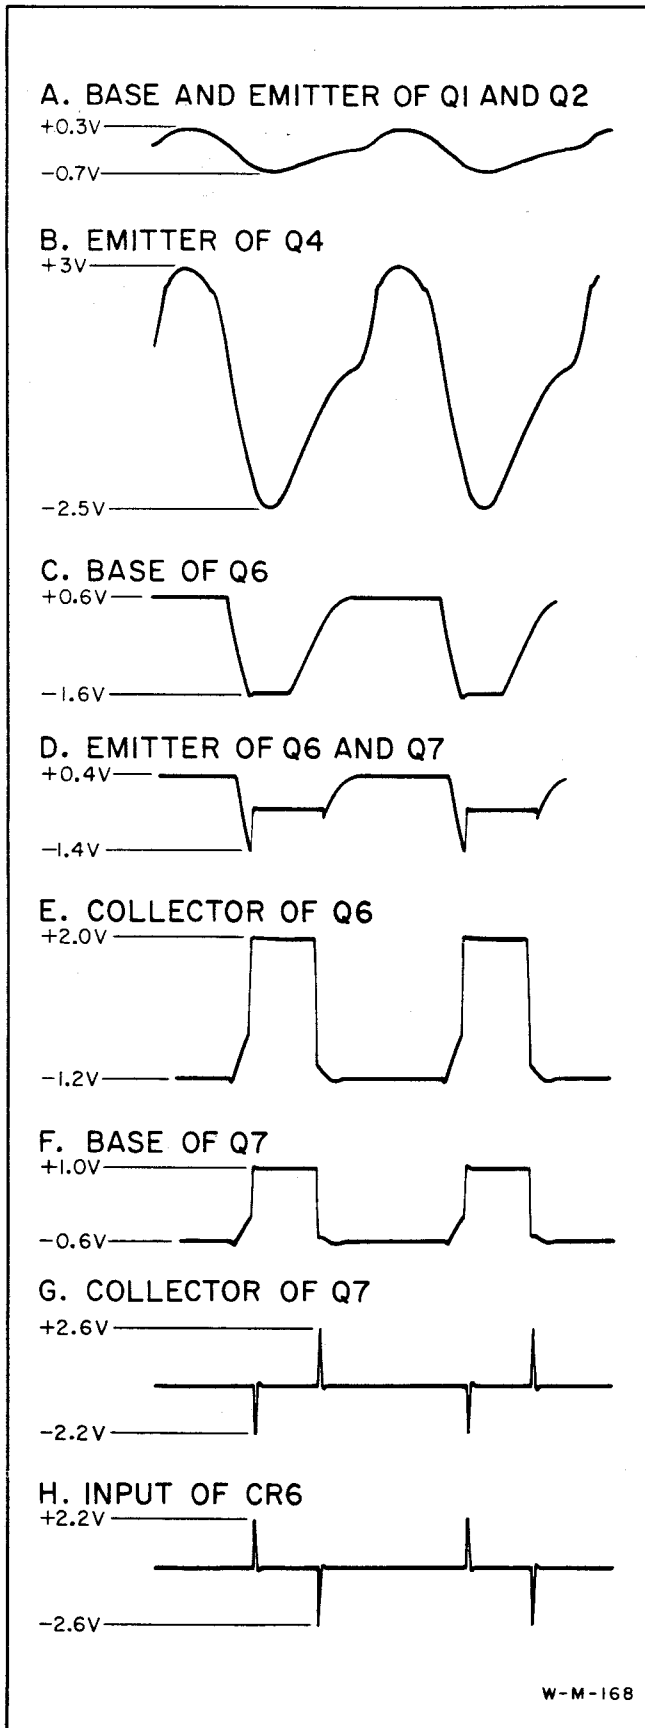 A. BASE AND EMITTER OF Q1 AND Q2
+0.3V
-0.7V
B. EMITTER OF Q4
+3V
-2.5V
C. BASE OF Q6
+0.6V
-1.6V
D. EMITTER OF Q6 AND Q7
+0.4V
-1.4V
E. COLLECTOR OF Q6
+2.0V
-1.2V
F. BASE OF Q7
+1.0V
-0.6V
G. COLLECTOR OF Q7
+2.6V
-2.2V
H. INPUT OF CR6
+2.2V
-2.6V
W-M-168